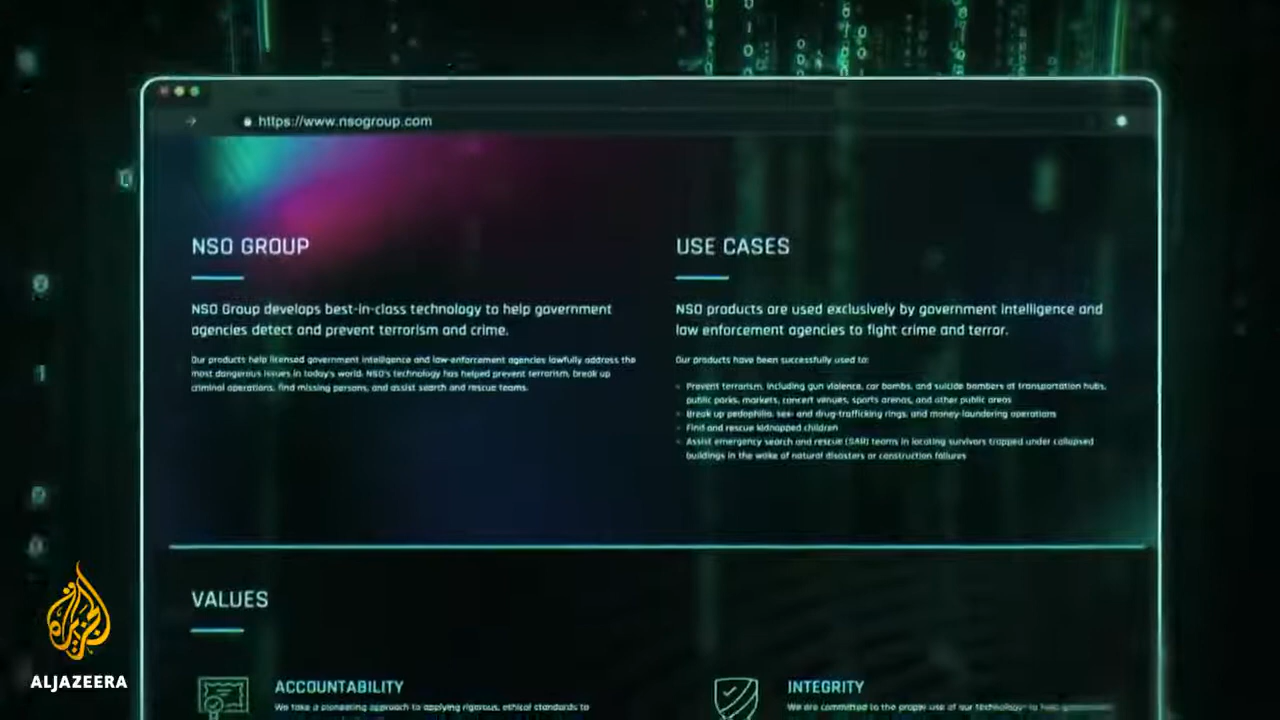 https://www.nsogroup.com
NSO GROUP
NSO Group develops best-in-class technology to help government
agencies detect and prevent terrorism and crime.
Our products help licensed government intelligence and law-enforcement agencies lawfully address the
most dangerous issues in today's world. NSO's technology has helped prevent terrorism, break up
criminal operations, find missing persons, and assist search and rescue teams.
USE CASES
NSO products are used exclusively by government intelligence and
law enforcement agencies to fight crime and terror.
Our products have been successfully used to:
Prevent terrorism, including gun violence, car bombs, and suicide bombers at transportation hubs,
public parks, markets, concert venues, sports arenas, and other public areas
Break up pedophilia, sex- and drug-trafficking rings, and money-laundering operations
Find and rescue kidnapped children
Assist emergency search and rescue (SAR) teams in locating survivors trapped under collapsed
buildings in the wake of natural disasters or construction failures
VALUES
ACCOUNTABILITY
We take a pioneering approach to applying rigorous, ethical standards to
INTEGRITY
We are committed to the proper use of our technology to help government
ALJAZEERA